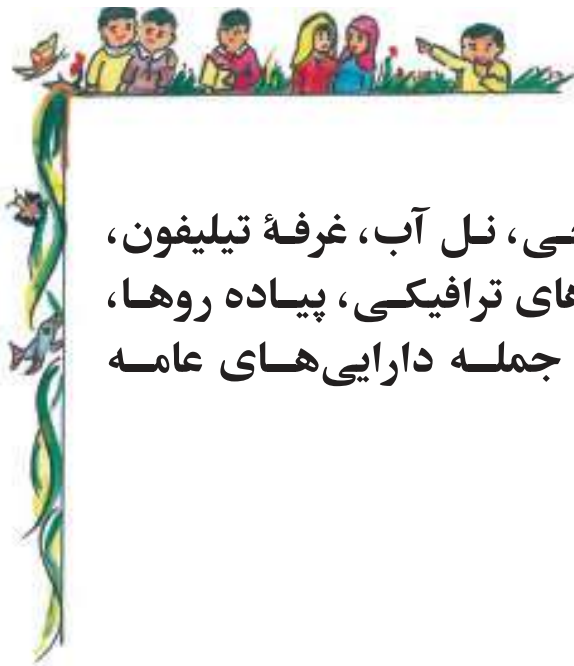 نل آب، غرفهٔ تیلیفون،
ترافیکی، پیاده روها،
جمله دارایی‌های عامه